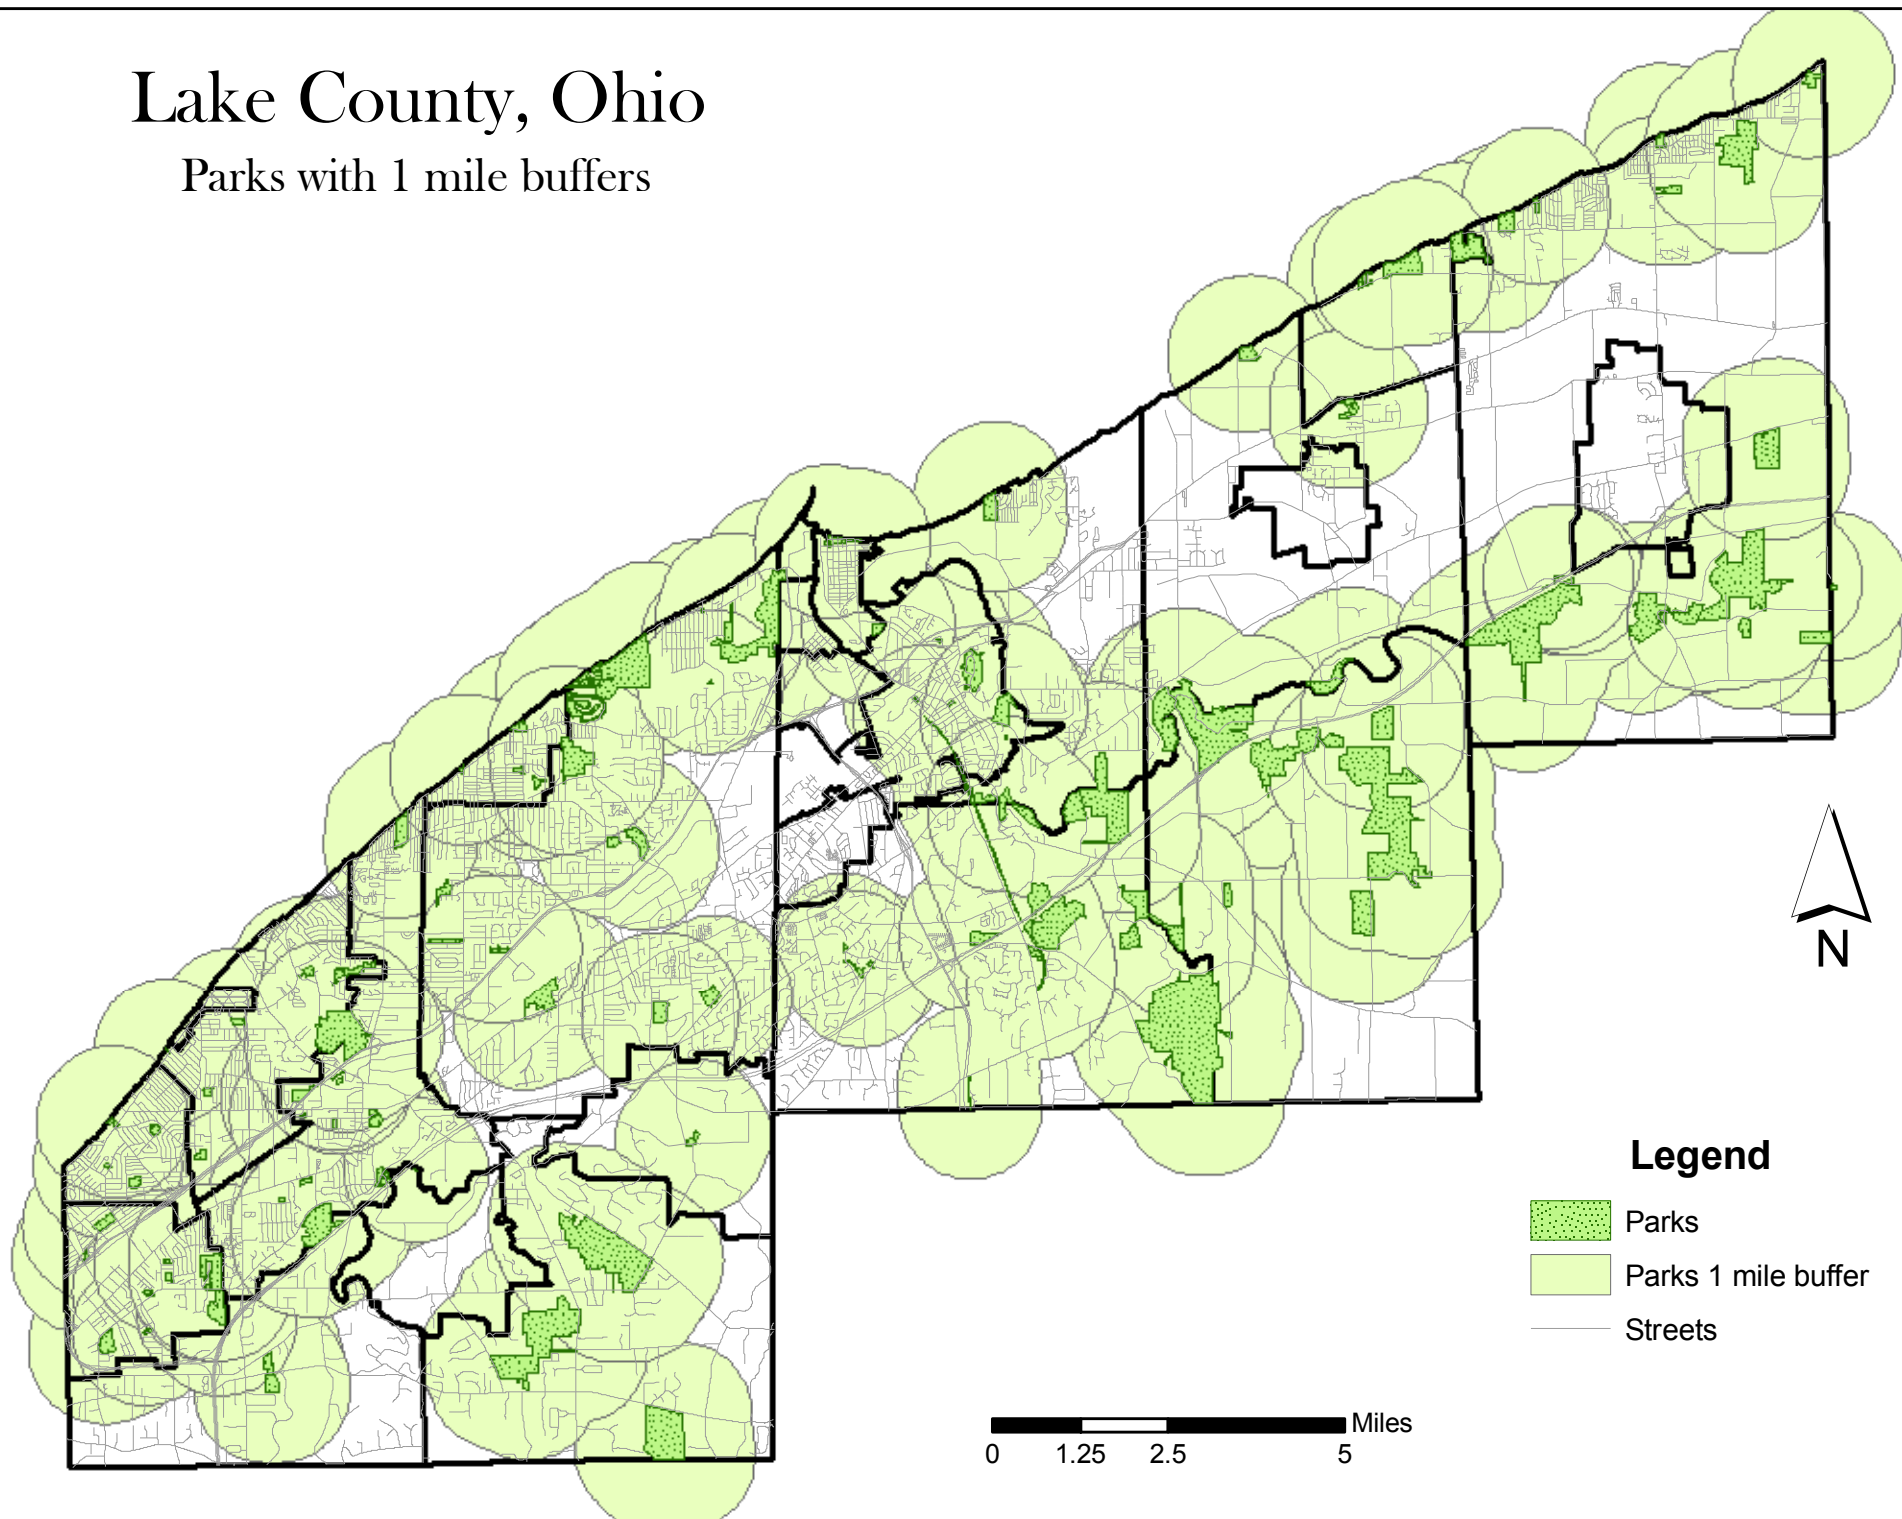 Lake County, Ohio
Parks with 1 mile buffers
N
Legend
Parks
Parks 1 mile buffer
Streets
Miles
0 1.25 2.5 5